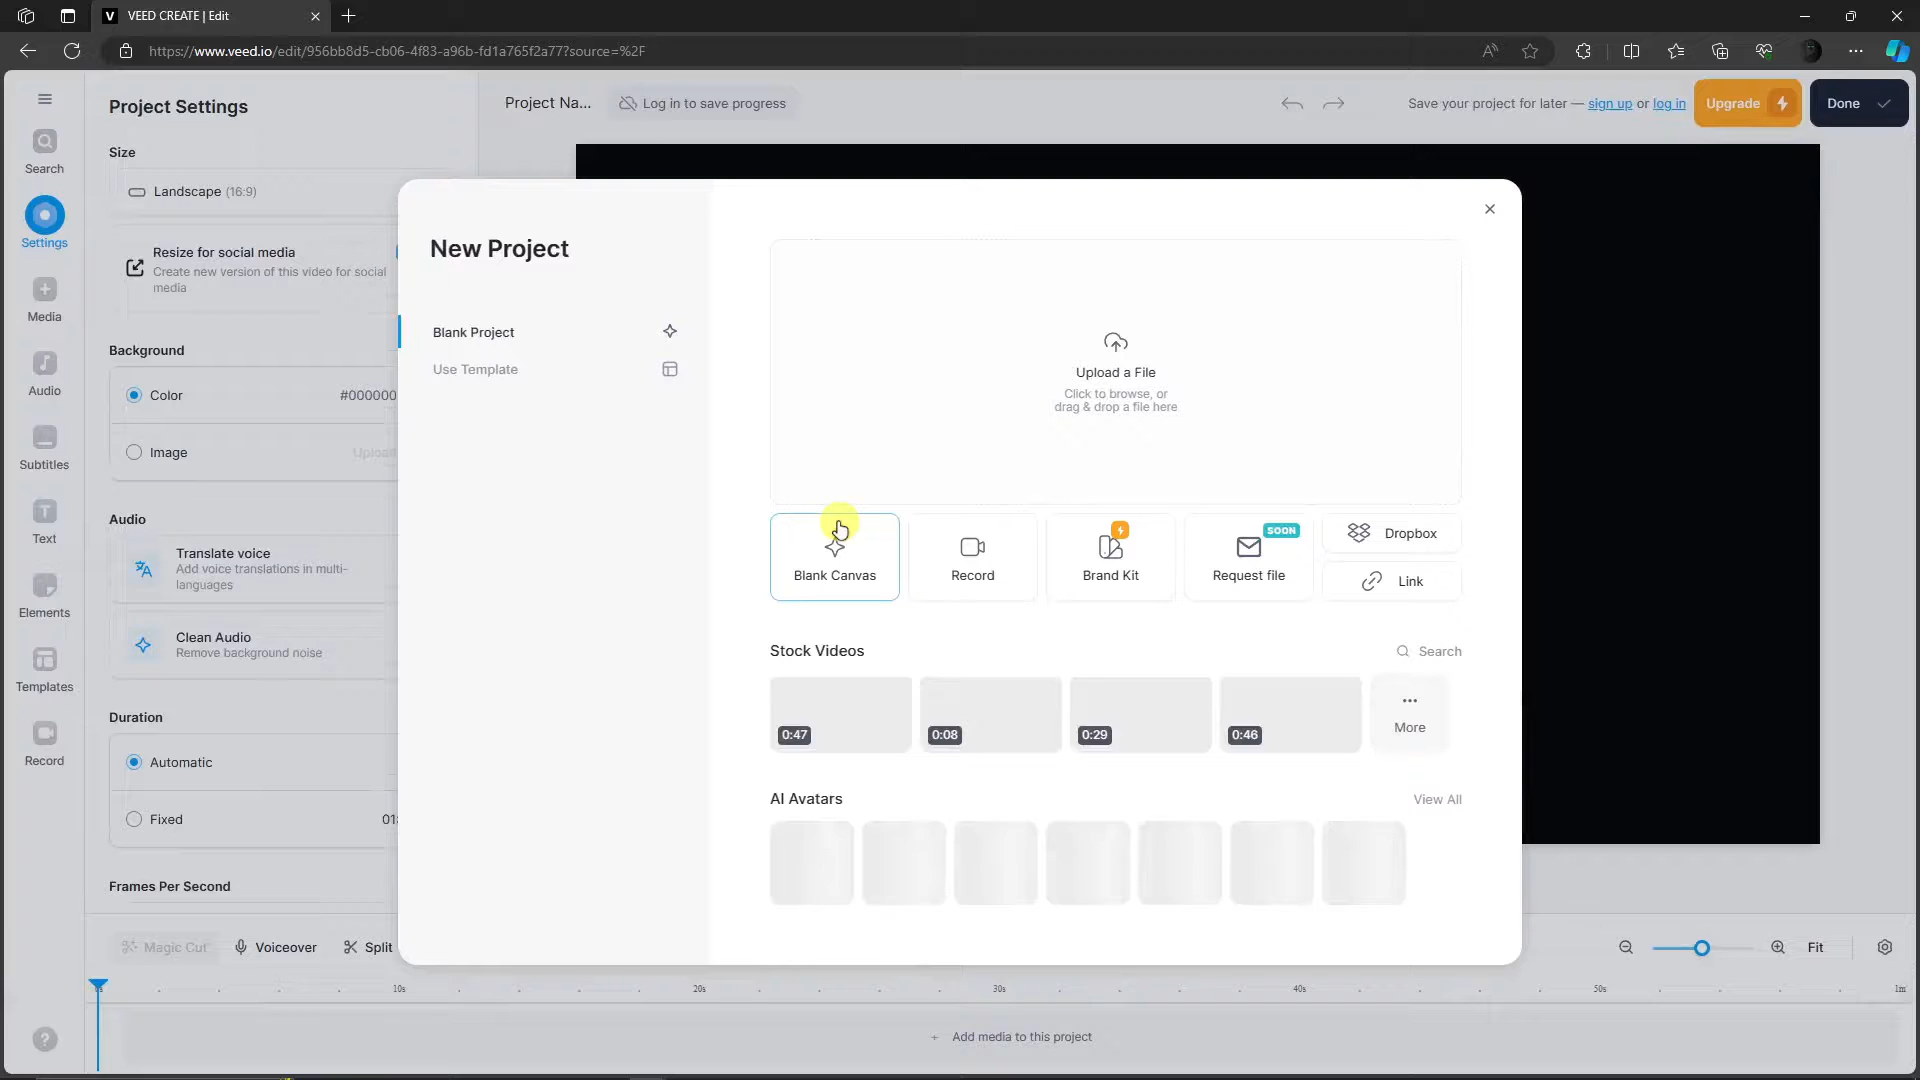 VEED CREATE | Edit
https://www.veed.io/edit/956bb8d5-cb06-4f83-a96b-fd1a765f2a77?source=%2F
Project Settings
Project Na...
Log in to save progress
Save your project for later — sign up or log in
Upgrade
Done
Search
Settings
Media
Audio
Subtitles
Text
Elements
Templates
Record
Size
Landscape (16:9)
Resize for social media
Create new version of this video for social
media
Background
Color
#000000
Image
Upload
Audio
Translate voice
Add voice translations in multi-
languages
Clean Audio
Remove background noise
Duration
Automatic
Fixed
01:
Frames Per Second
New Project
Blank Project
Use Template
Upload a File
Click to browse, or
drag & drop a file here
Blank Canvas
Record
Brand Kit
SOON
Request file
Dropbox
Link
Stock Videos
Search
0:47
0:08
0:29
0:46
More
AI Avatars
View All
Magic Cut
Voiceover
Split
Fit
10s
20s
30s
40s
50s
1m
+ Add media to this project